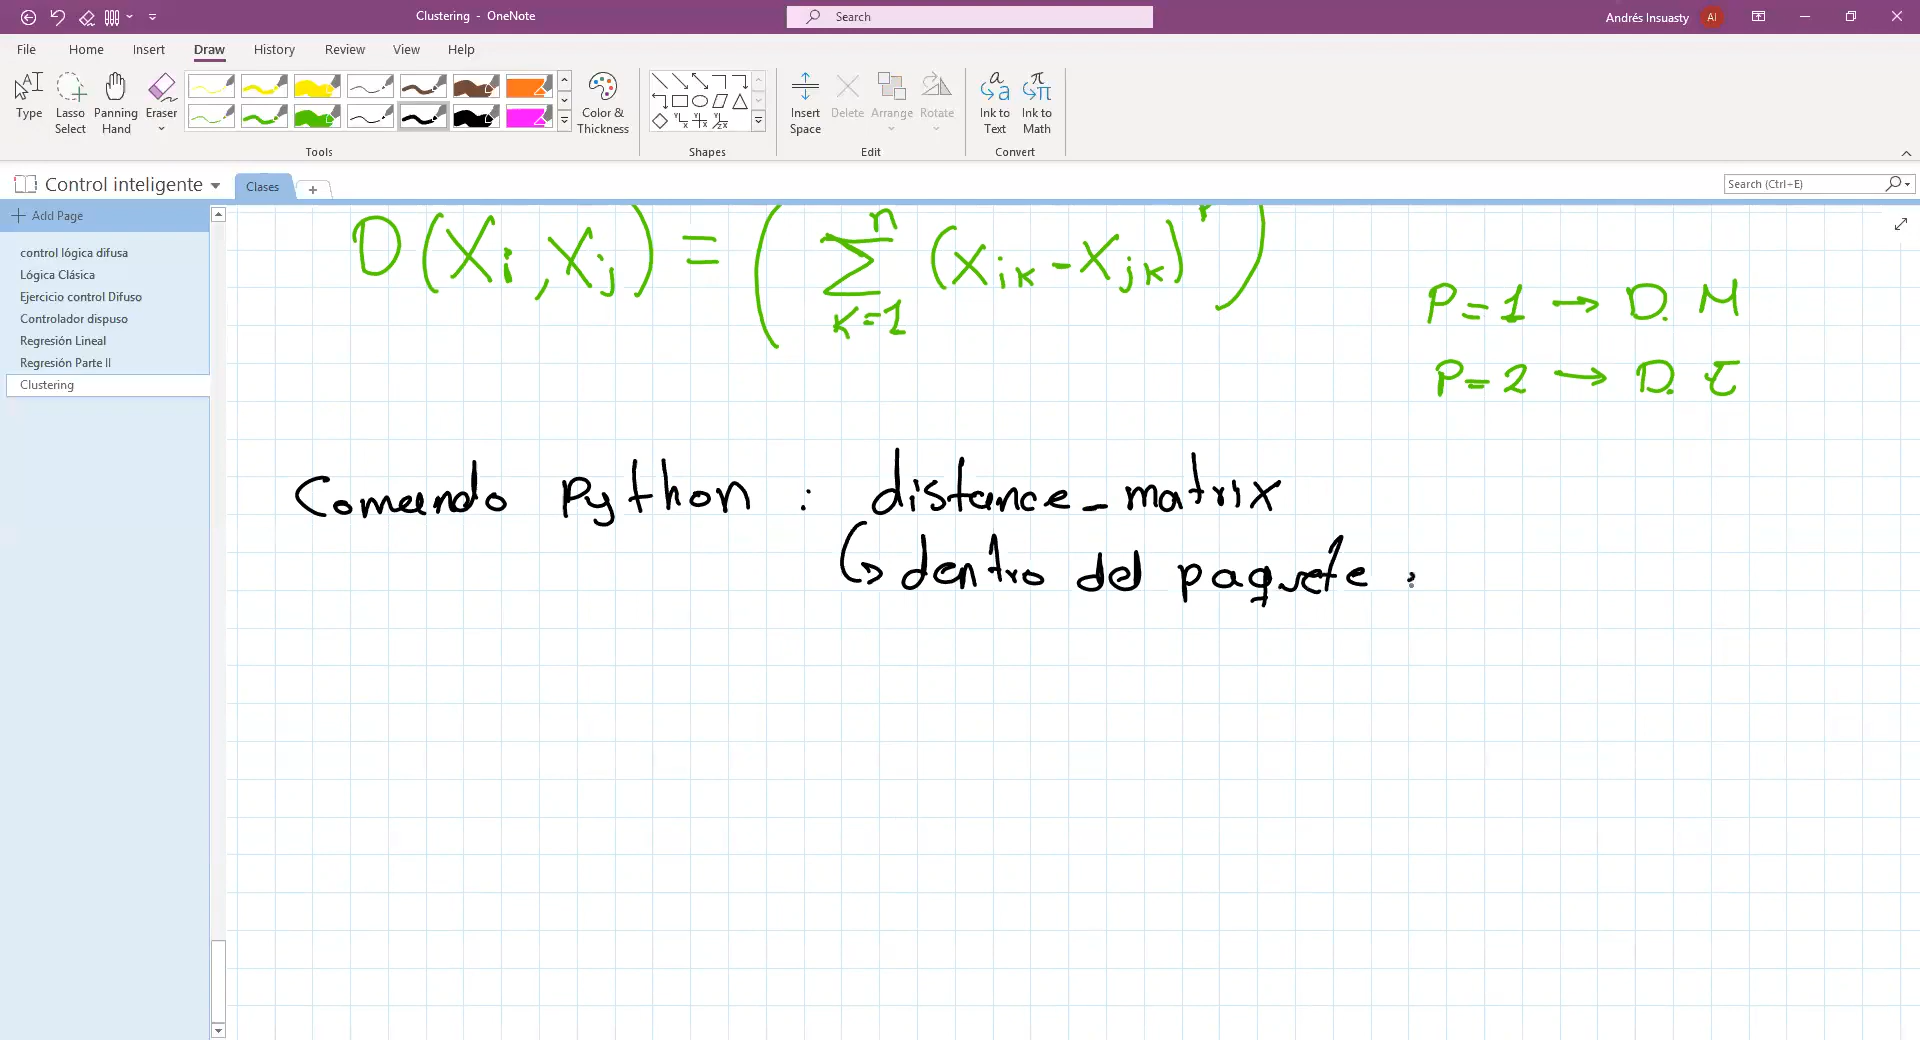 Clustering - OneNote
Search
Andrés Insuasty
AI
File Home Insert Draw History Review View Help
Type
Lasso Select
Panning Hand
Eraser
Color & Thickness
Insert Space
Delete
Arrange
Rotate
Ink to Text
Ink to Math
Tools
Shapes
Edit
Convert
Control inteligente
Clases
Search (Ctrl+E)
Add Page
control lógica difusa
Lógica Clásica
Ejercicio control Difuso
Controlador dispuso
Regresión Lineal
Regresión Parte II
Clustering
D(Xi, Xj) = ( n Σ K=1 (Xik - Xjk) )
P=1 → D. M
P=2 → D. E
Comando Python : distance_matrix
↳ dentro del paquete :